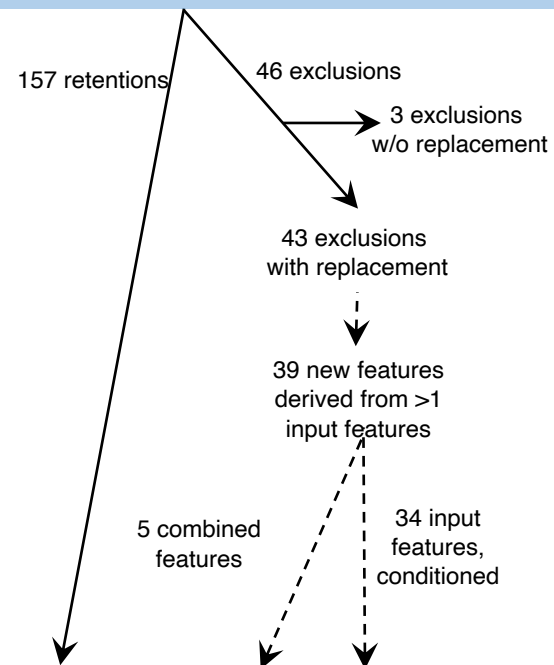 157 retentions
46 exclusions
3 exclusions
w/o replacement
43 exclusions
with replacement
39 new features
derived from >1
input features
5 combined
features
34 input
features,
conditioned